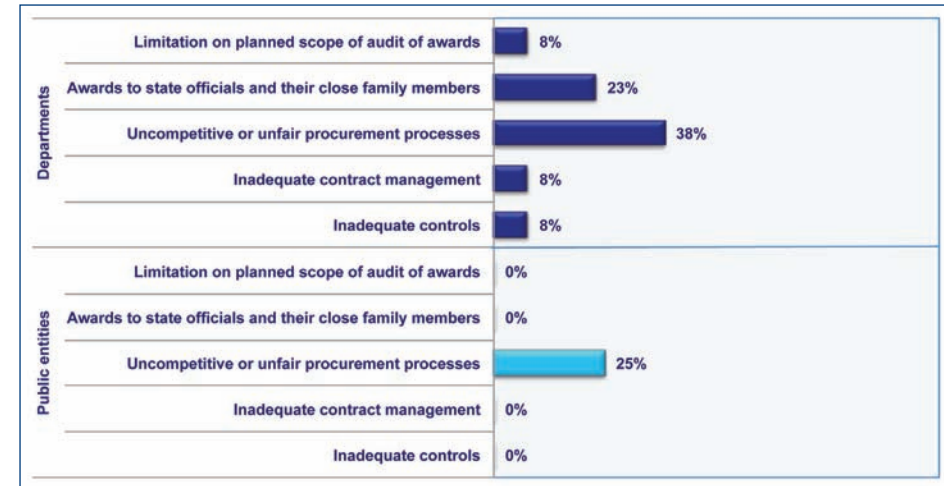 Departments
Limitation on planned scope of audit of awards 8%
Awards to state officials and their close family members 23%
Uncompetitive or unfair procurement processes 38%
Inadequate contract management 8%
Inadequate controls 8%
Public entities
Limitation on planned scope of audit of awards 0%
Awards to state officials and their close family members 0%
Uncompetitive or unfair procurement processes 25%
Inadequate contract management 0%
Inadequate controls 0%